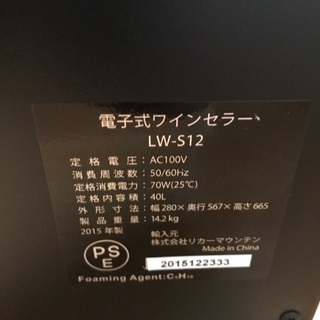 電子式ワインセラー
LW-S12
定格電圧：AC100V
消費周波数：50/60Hz
定格消費電力：70W(25℃)
定格内容積：40L
外形寸法：幅280×奥行567×高さ665
製品重量：14.2kg
2015年製 輸入元
株式会社リカーマウンテン
Made in China
PS
E
2015122333
Foaming Agent:C₅H₁₀